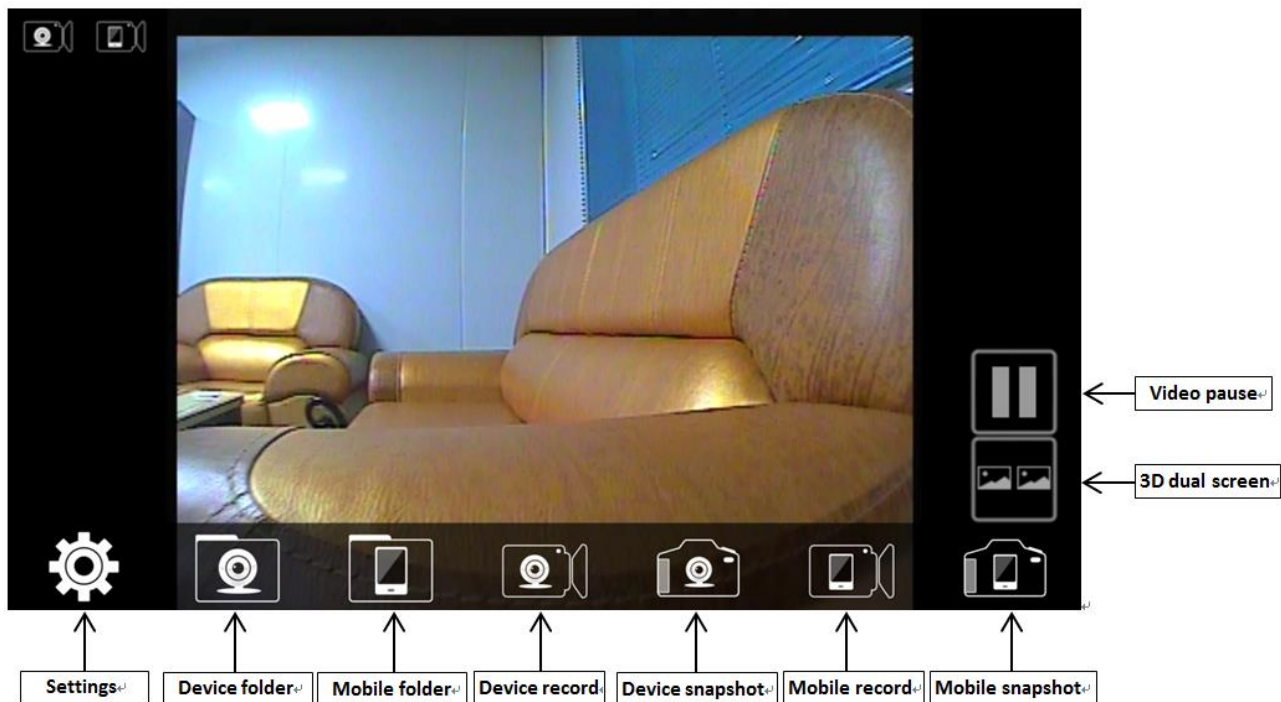 Video pause
3D dual screen
Settings
Device folder
Mobile folder
Device record
Device snapshot
Mobile record
Mobile snapshot